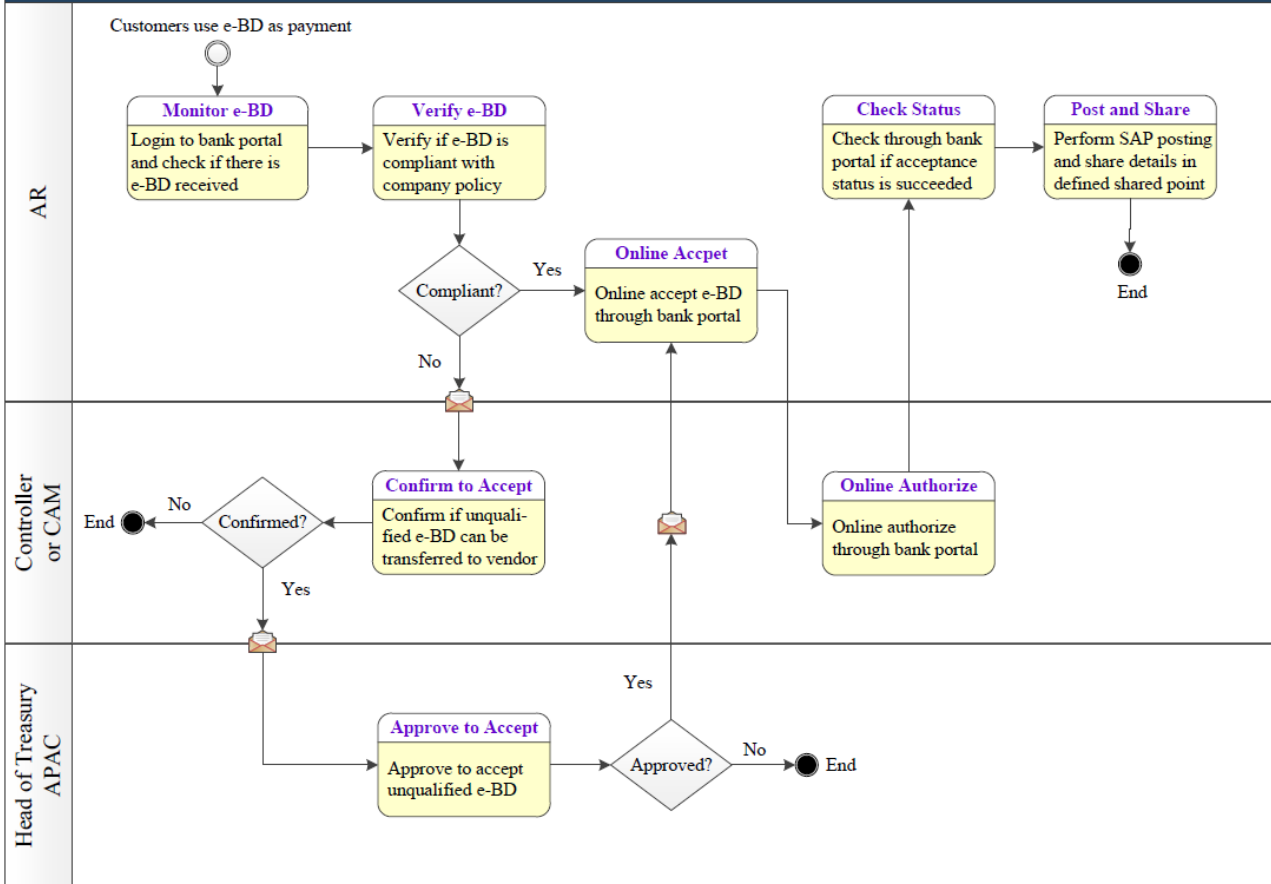 Customers use e-BD as payment
Monitor e-BD
Login to bank portal
and check if there is
e-BD received
Verify e-BD
Verify if e-BD is
compliant with
company policy
Check Status
Check through bank
portal if acceptance
status is succeeded
Post and Share
Perform SAP posting
and share details in
defined shared point
AR
Compliant?
Yes
No
Online Accpet
Online accept e-BD
through bank portal
End
Controller
or CAM
End
No
Confirmed?
Yes
Confirm to Accept
Confirm if unquali-
fied e-BD can be
transferred to vendor
Online Authorize
Online authorize
through bank portal
Head of Treasury
APAC
Approve to Accept
Approve to accept
unqualified e-BD
Yes
Approved?
No
End